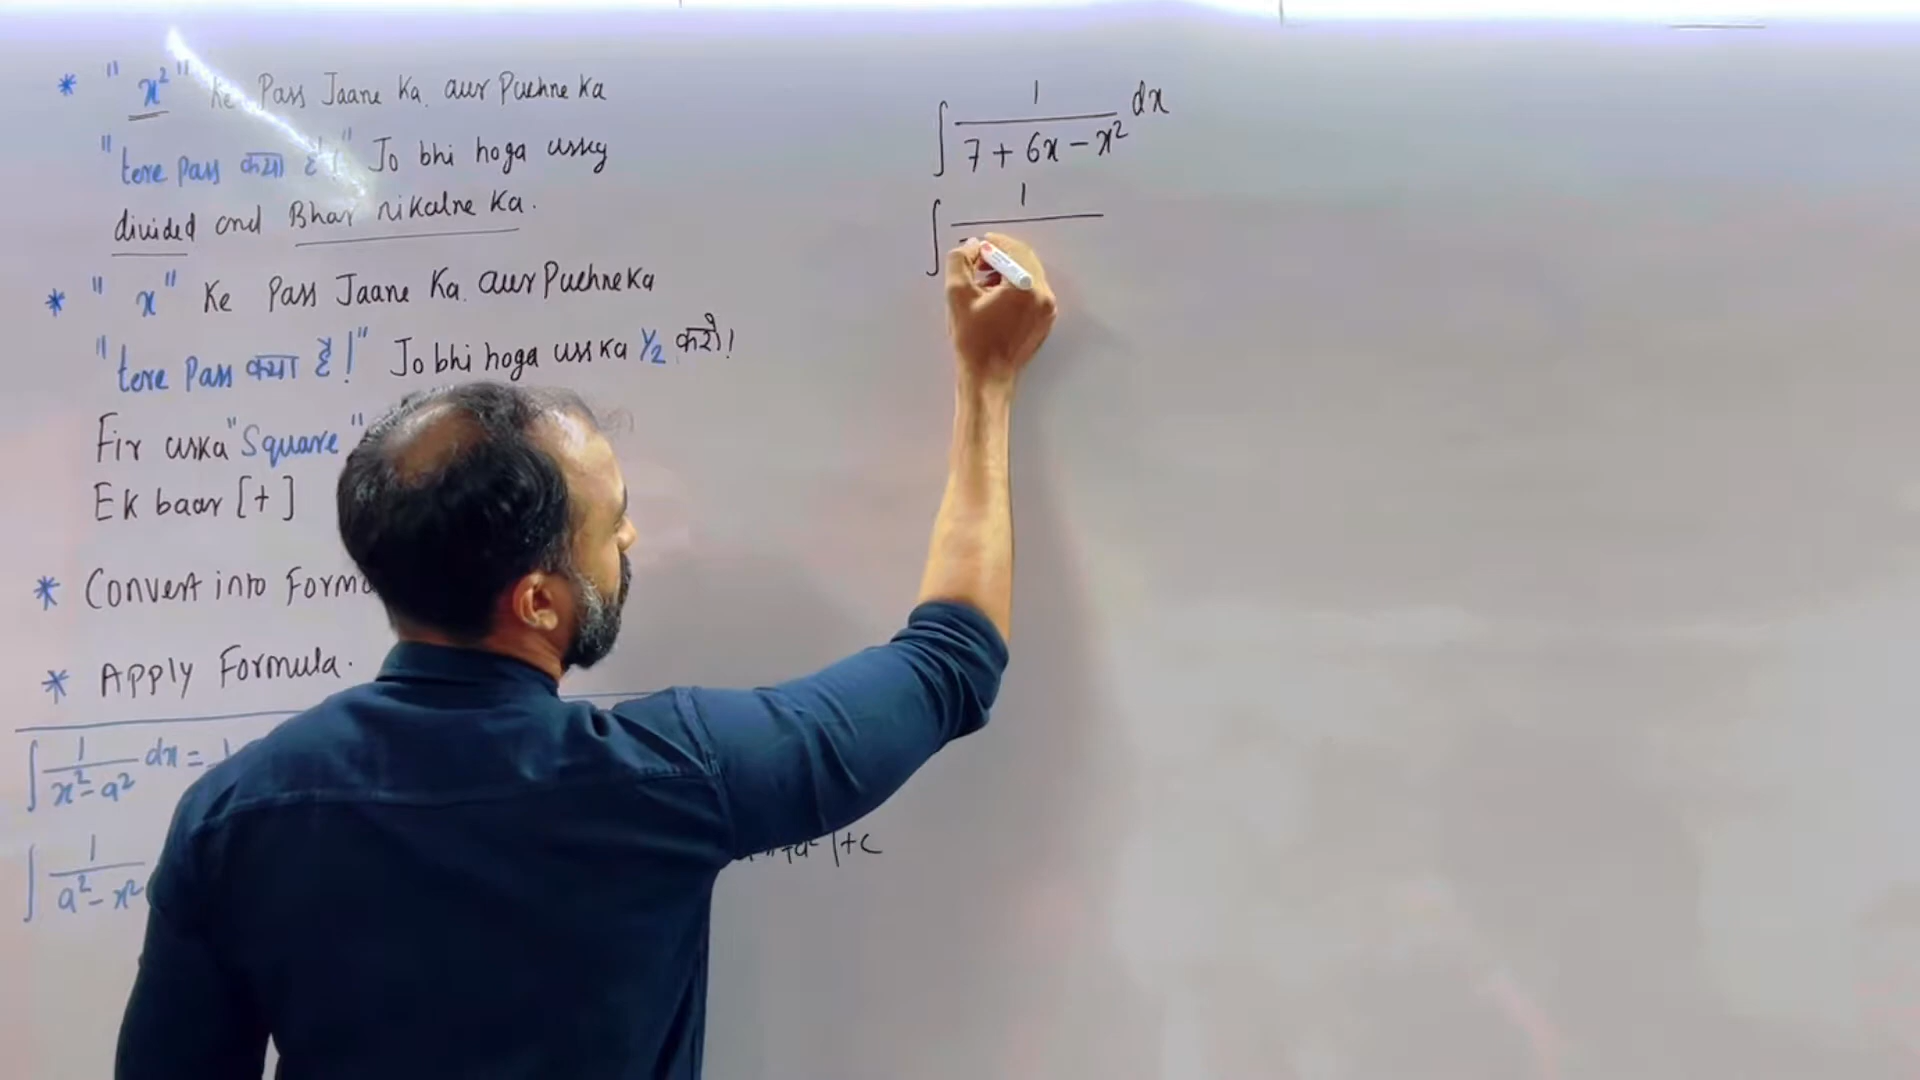 * "x²" Ke Pass Jaane Ka. aur Puchne Ka
"tere Pass क्या है!" Jo bhi hoga ussey
divided and Bhar nikalne Ka.
* "x" Ke Pass Jaane Ka. aur Puchne Ka
"tere Pass क्या है!" Jo bhi hoga uska ½ करो!
Fir uska "Square"
Ek baar [+]
* Convert into
* Apply Formula.
∫ 1/(x² - a²) dx =
∫ 1/(a² - x²)
|+c
∫ 1/(7 + 6x - x²) dx
∫ 1